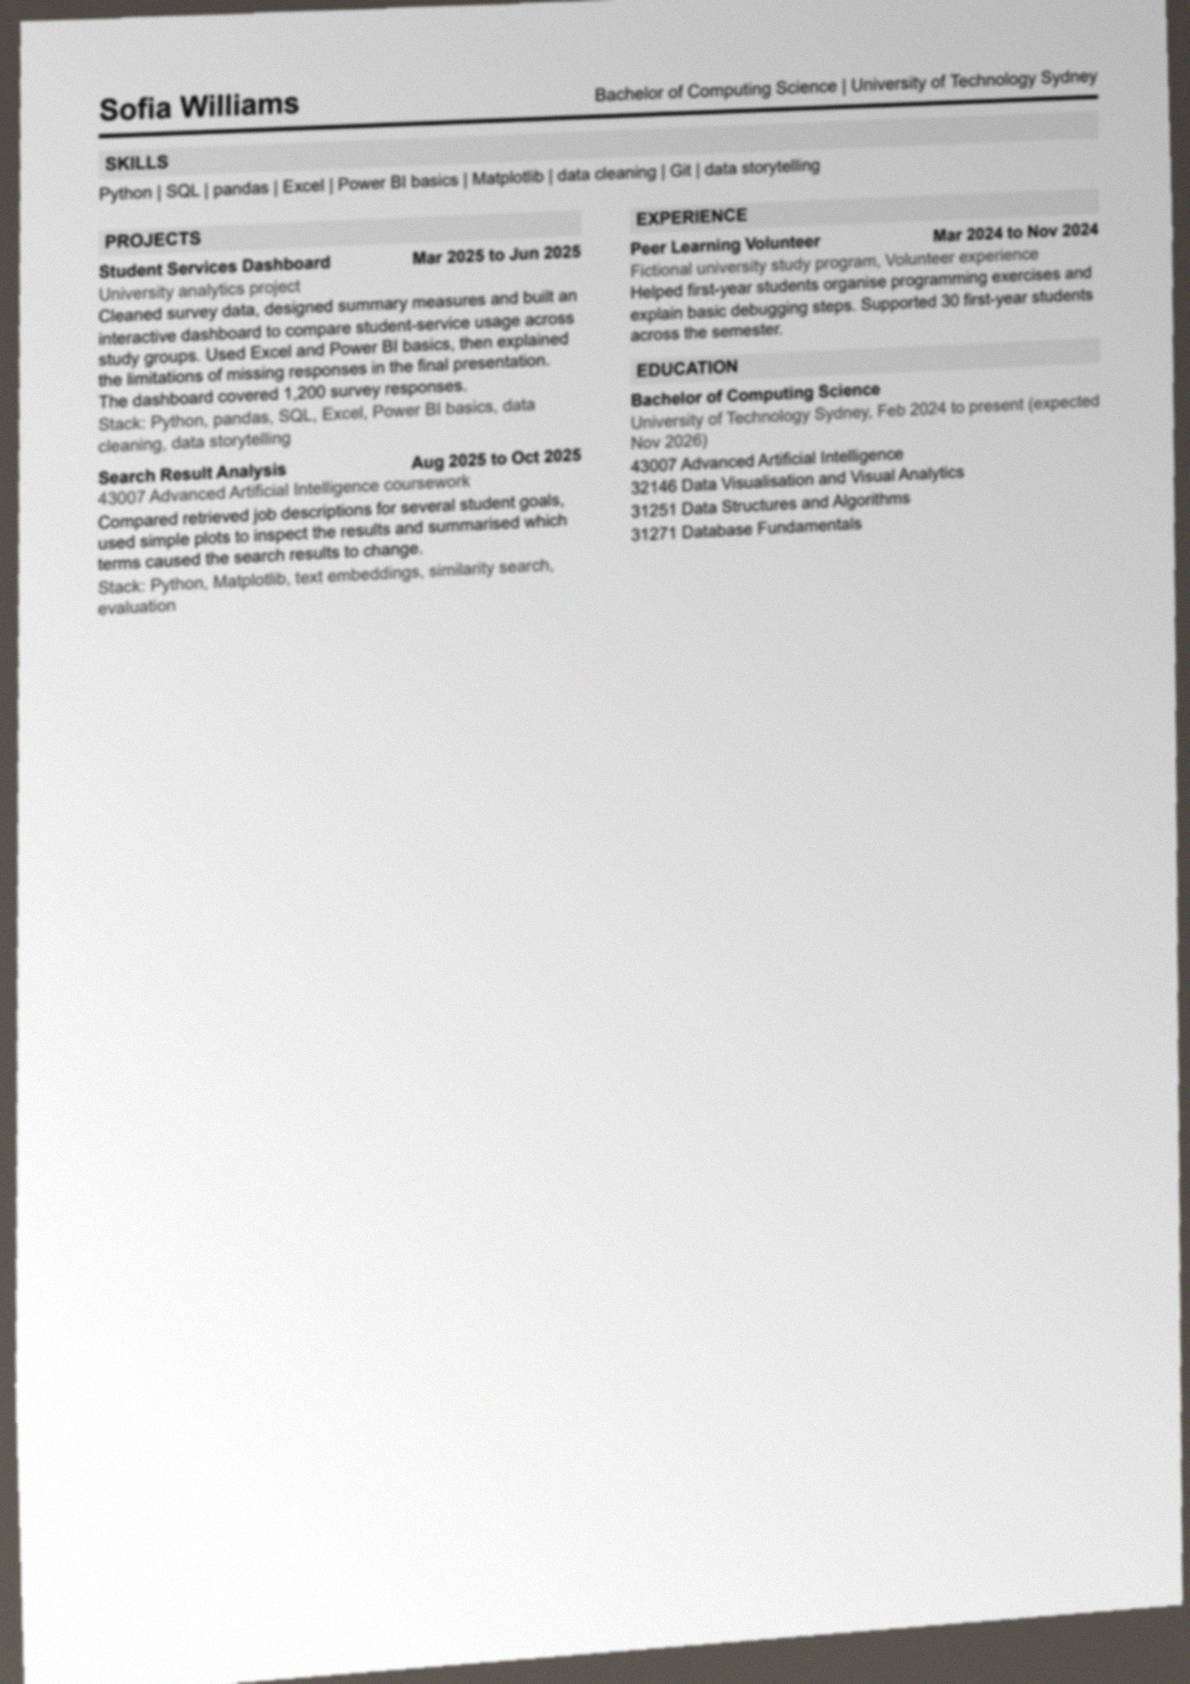 Sofia Williams
Bachelor of Computing Science | University of Technology Sydney
SKILLS
Python | SQL | pandas | Excel | Power BI basics | Matplotlib | data cleaning | Git | data storytelling
PROJECTS
Student Services Dashboard Mar 2025 to Jun 2025
University analytics project
Cleaned survey data, designed summary measures and built an
interactive dashboard to compare student-service usage across
study groups. Used Excel and Power BI basics, then explained
the limitations of missing responses in the final presentation.
The dashboard covered 1,200 survey responses.
Stack: Python, pandas, SQL, Excel, Power BI basics, data
cleaning, data storytelling
Search Result Analysis Aug 2025 to Oct 2025
43007 Advanced Artificial Intelligence coursework
Compared retrieved job descriptions for several student goals,
used simple plots to inspect the results and summarised which
terms caused the search results to change.
Stack: Python, Matplotlib, text embeddings, similarity search,
evaluation
EXPERIENCE
Peer Learning Volunteer Mar 2024 to Nov 2024
Fictional university study program, Volunteer experience
Helped first-year students organise programming exercises and
explain basic debugging steps. Supported 30 first-year students
across the semester.
EDUCATION
Bachelor of Computing Science
University of Technology Sydney, Feb 2024 to present (expected
Nov 2026)
43007 Advanced Artificial Intelligence
32146 Data Visualisation and Visual Analytics
31251 Data Structures and Algorithms
31271 Database Fundamentals